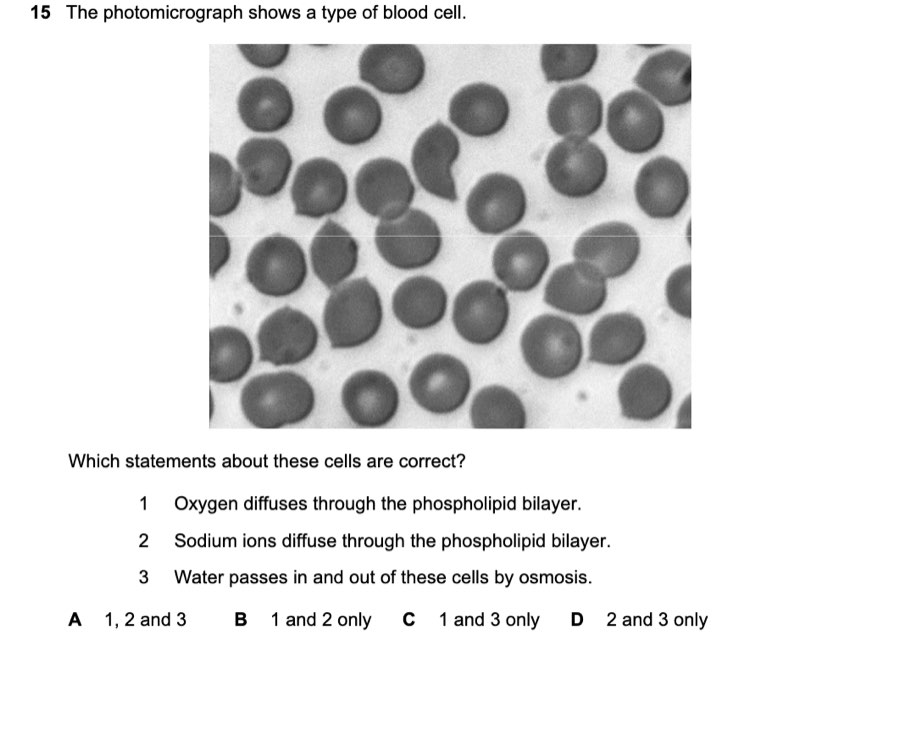 15 The photomicrograph shows a type of blood cell.
Which statements about these cells are correct?
1 Oxygen diffuses through the phospholipid bilayer.
2 Sodium ions diffuse through the phospholipid bilayer.
3 Water passes in and out of these cells by osmosis.
A 1, 2 and 3 B 1 and 2 only C 1 and 3 only D 2 and 3 only